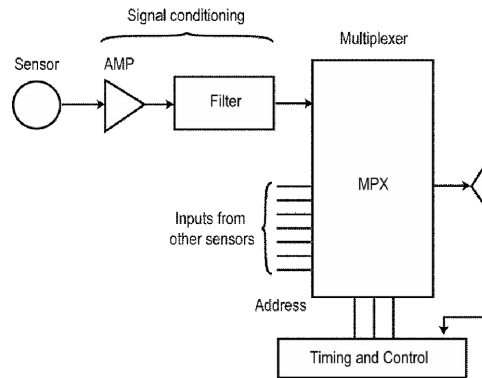 Signal conditioning
Multiplexer
Sensor
AMP
Filter
MPX
Inputs from
other sensors
Address
Timing and Control